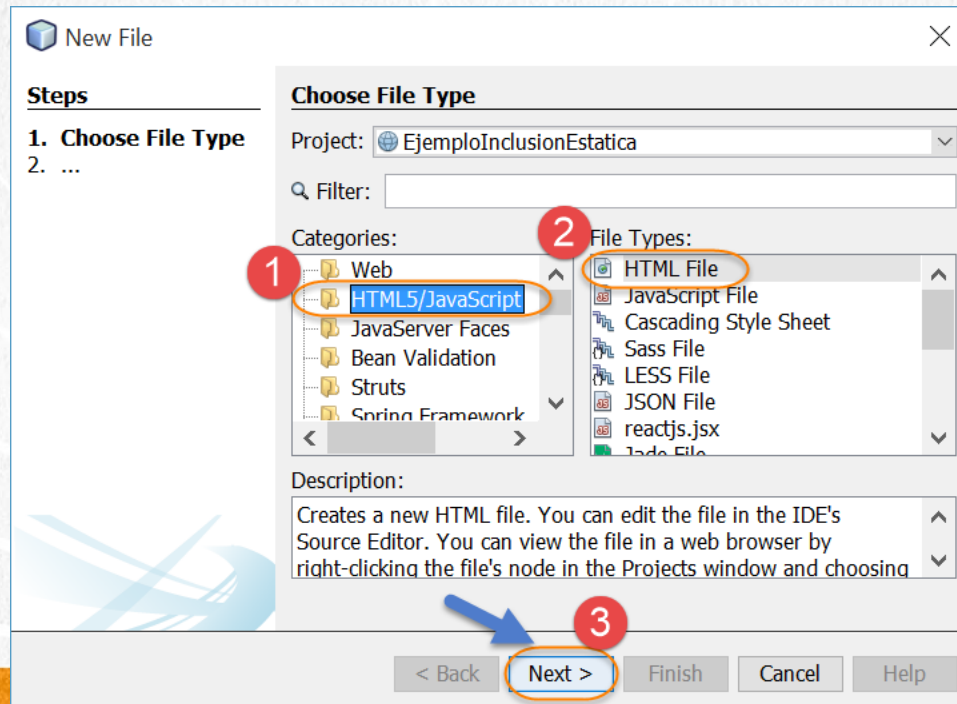 New File
Steps
1. Choose File Type
2. ...
Choose File Type
Project: EjemploInclusionEstatica
Filter:
Categories:
1
Web
HTML5/JavaScript
JavaServer Faces
Bean Validation
Struts
Spring Framework
2
File Types:
HTML File
JavaScript File
Cascading Style Sheet
Sass File
LESS File
JSON File
reactjs.jsx
Jade File
Description:
Creates a new HTML file. You can edit the file in the IDE's
Source Editor. You can view the file in a web browser by
right-clicking the file's node in the Projects window and choosing
3
< Back Next > Finish Cancel Help